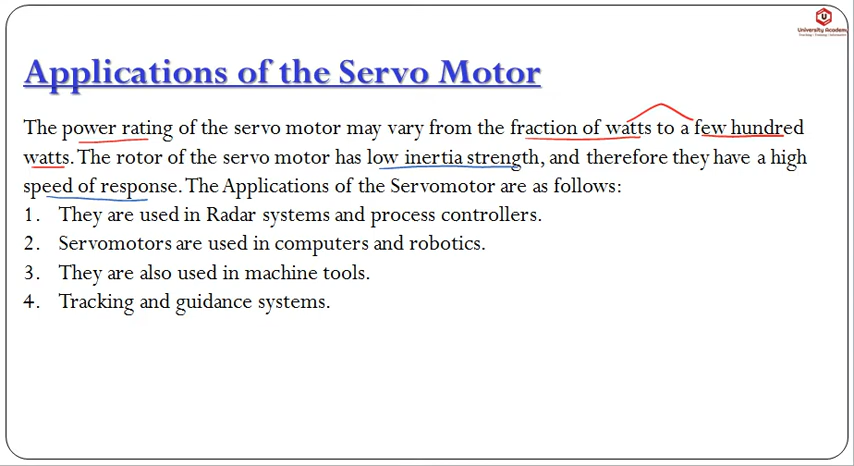 University Academy
Applications of the Servo Motor
The power rating of the servo motor may vary from the fraction of watts to a few hundred
watts. The rotor of the servo motor has low inertia strength, and therefore they have a high
speed of response. The Applications of the Servomotor are as follows:
1. They are used in Radar systems and process controllers.
2. Servomotors are used in computers and robotics.
3. They are also used in machine tools.
4. Tracking and guidance systems.